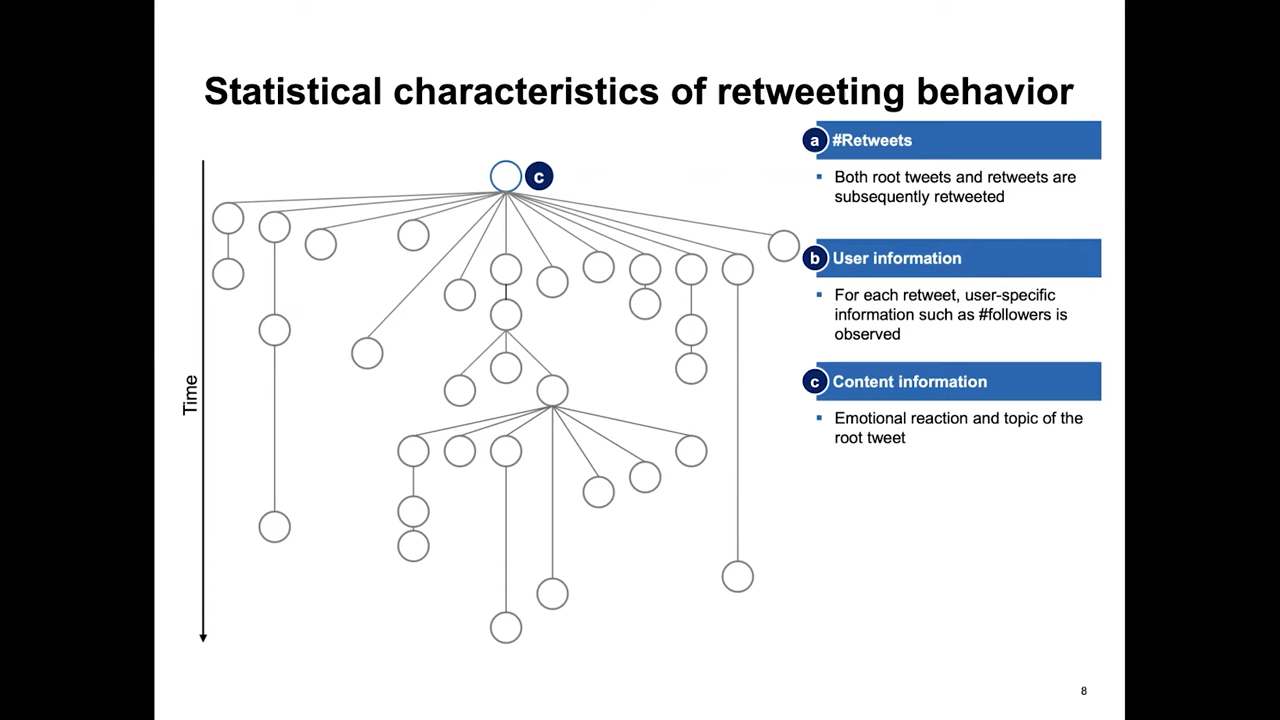 Statistical characteristics of retweeting behavior
c
Time
a #Retweets
▪ Both root tweets and retweets are
subsequently retweeted
b User information
▪ For each retweet, user-specific
information such as #followers is
observed
c Content information
▪ Emotional reaction and topic of the
root tweet
8